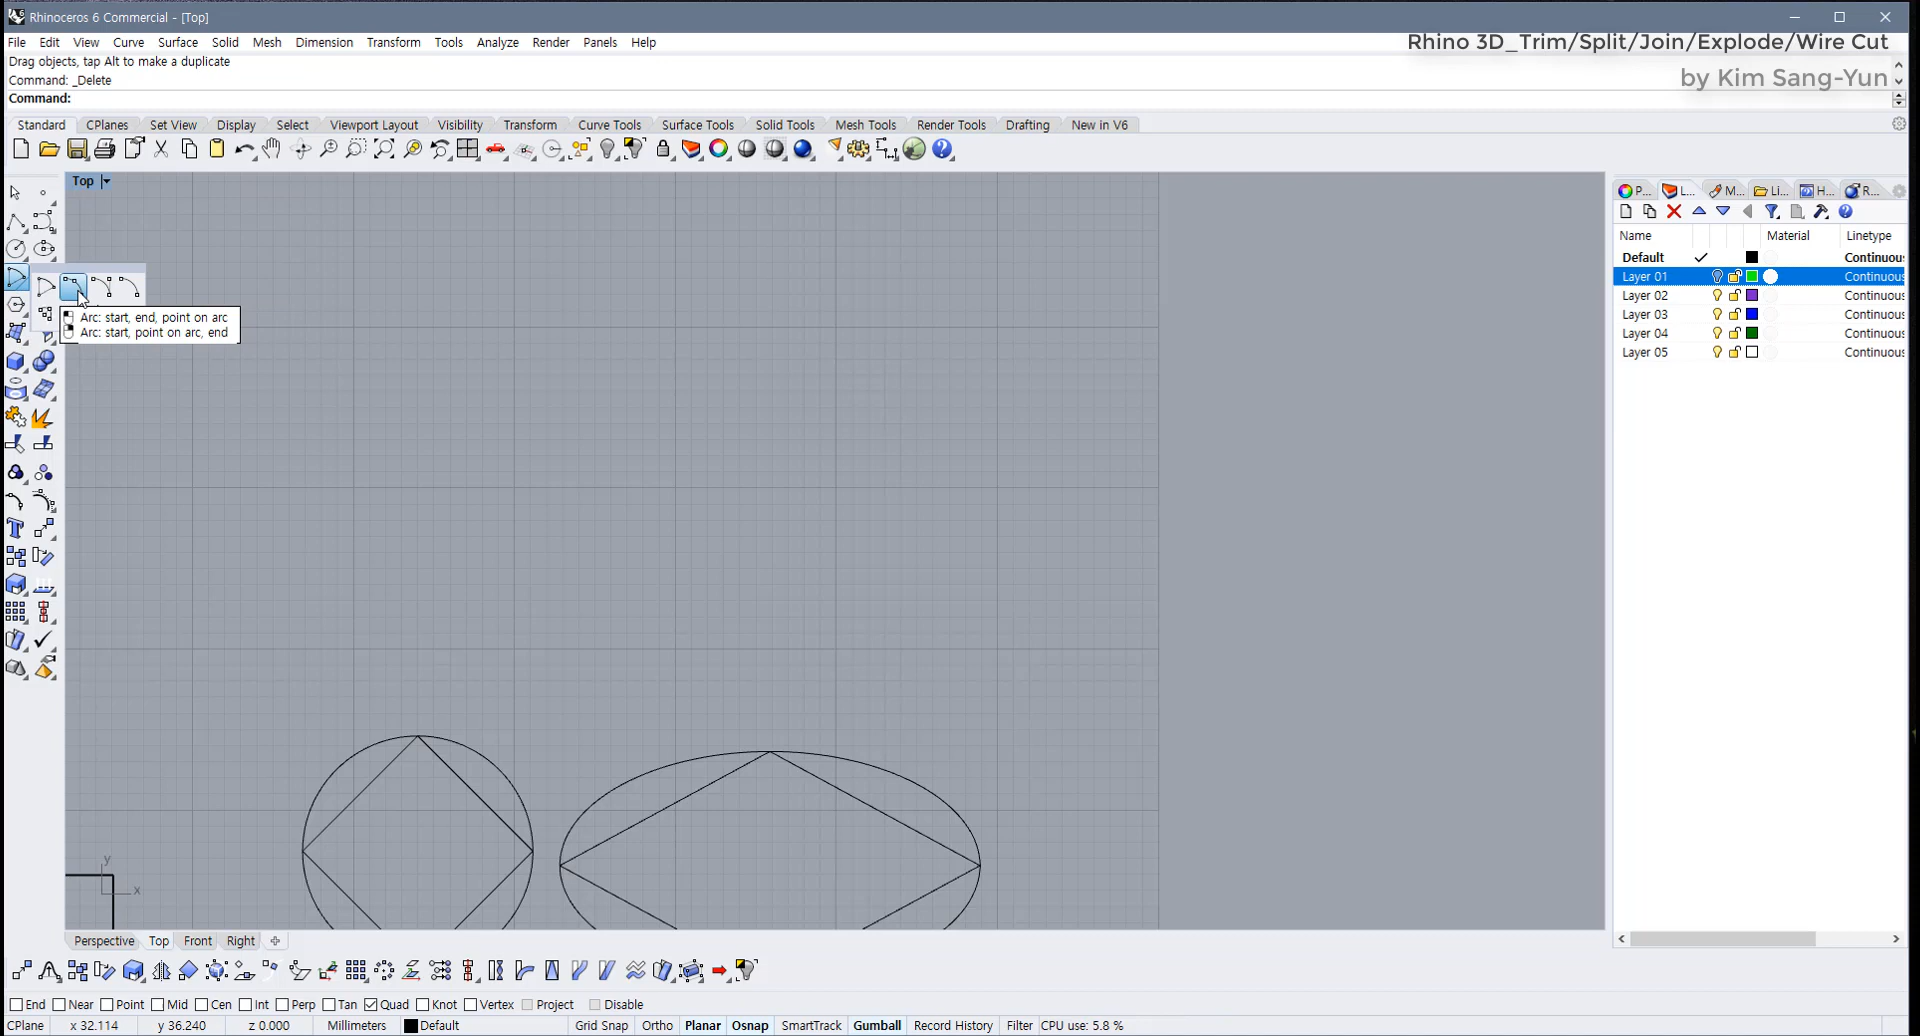 Rhinoceros 6 Commercial - [Top]
File Edit View Curve Surface Solid Mesh Dimension Transform Tools Analyze Render Panels Help
Rhino 3D_Trim/Split/Join/Explode/Wire Cut
by Kim Sang-Yun
Drag objects, tap Alt to make a duplicate
Command: _Delete
Command:
Standard CPlanes Set View Display Select Viewport Layout Visibility Transform Curve Tools Surface Tools Solid Tools Mesh Tools Render Tools Drafting New in V6
Top
P... L... M... Li... H... R...
Name Material Linetype
Default Continuous
Layer 01 Continuous
Layer 02 Continuous
Layer 03 Continuous
Layer 04 Continuous
Layer 05 Continuous
Arc: start, end, point on arc
Arc: start, point on arc, end
y
x
Perspective Top Front Right
End Near Point Mid Cen Int Perp Tan Quad Knot Vertex Project Disable
CPlane x 32.114 y 36.240 z 0.000 Millimeters Default Grid Snap Ortho Planar Osnap SmartTrack Gumball Record History Filter CPU use: 5.8 %